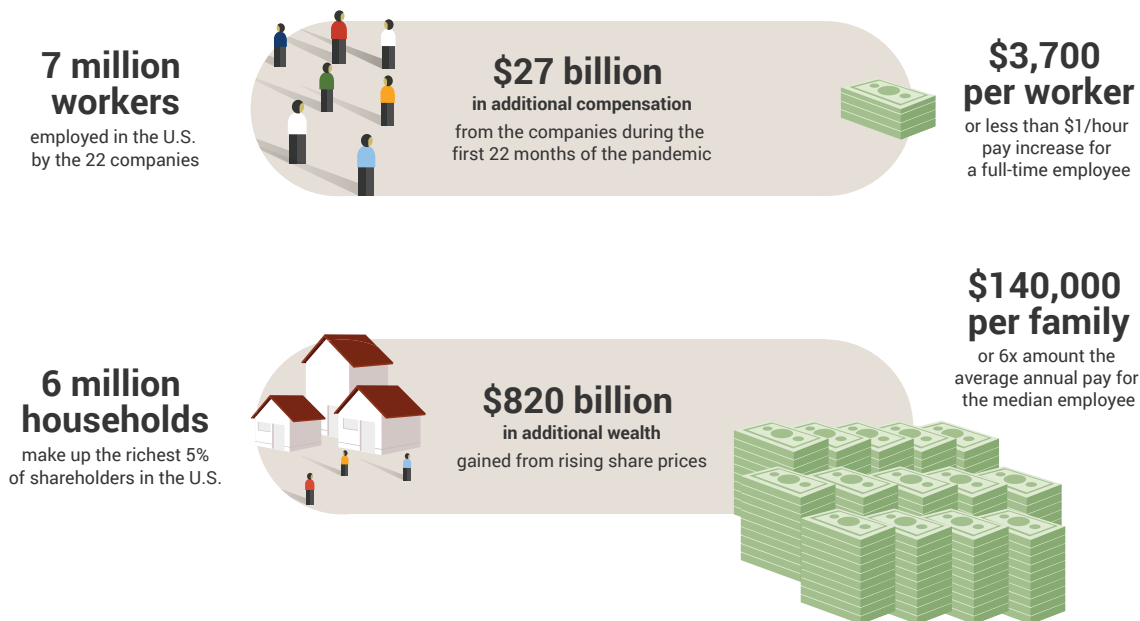 7 million
workers
employed in the U.S.
by the 22 companies
$27 billion
in additional compensation
from the companies during the
first 22 months of the pandemic
$3,700
per worker
or less than $1/hour
pay increase for
a full-time employee
6 million
households
make up the richest 5%
of shareholders in the U.S.
$820 billion
in additional wealth
gained from rising share prices
$140,000
per family
or 6x amount the
average annual pay for
the median employee